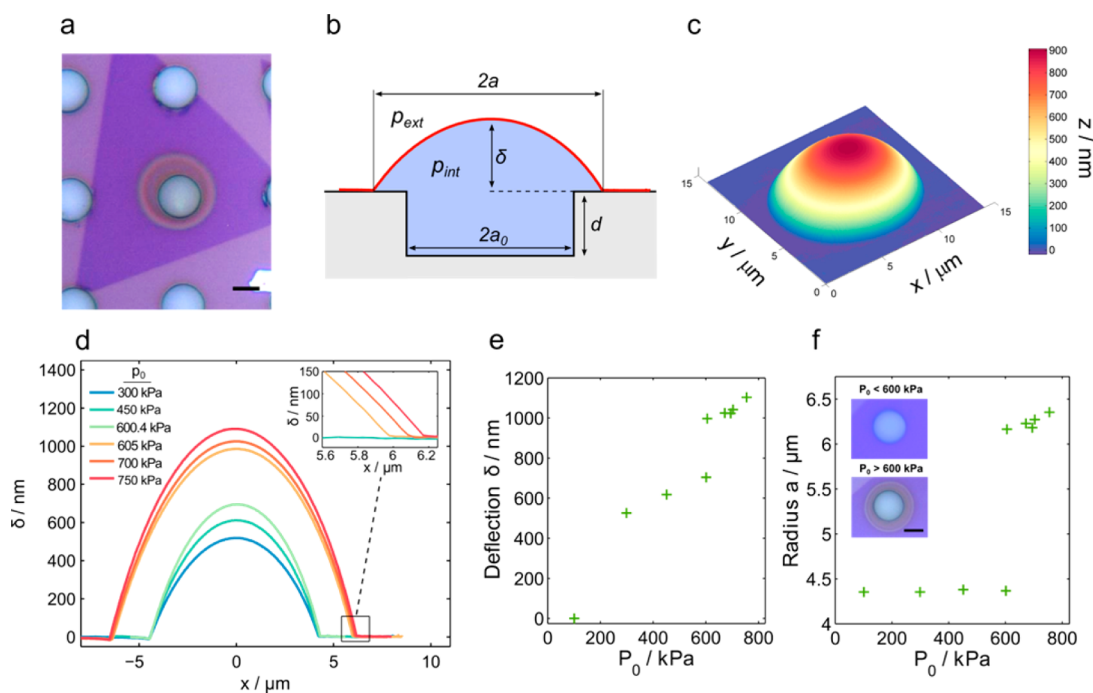 a
b
c
2a
p_ext
δ
p_int
d
2a_0
900
800
700
600
500
400
300
200
100
0
z / nm
15
10
5
0
y / μm
0
5
10
15
x / μm
d
1400
1200
1000
800
600
400
200
0
δ / nm
p_0
300 kPa
450 kPa
600.4 kPa
605 kPa
700 kPa
750 kPa
150
100
50
0
δ / nm
5.6 5.8 6 6.2
x / μm
−5 0 5 10
x / μm
e
1200
1000
800
600
400
200
0
Deflection δ / nm
0 200 400 600 800
P_0 / kPa
f
6.5
6
5.5
5
4.5
4
Radius a / μm
P_0 < 600 kPa
P_0 > 600 kPa
0 200 400 600 800
P_0 / kPa